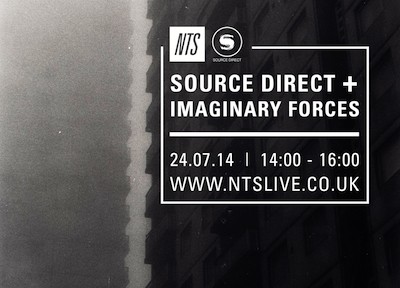 NTS
SOURCE DIRECT
SOURCE DIRECT +
IMAGINARY FORCES
24.07.14 | 14:00 - 16:00
WWW.NTSLIVE.CO.UK